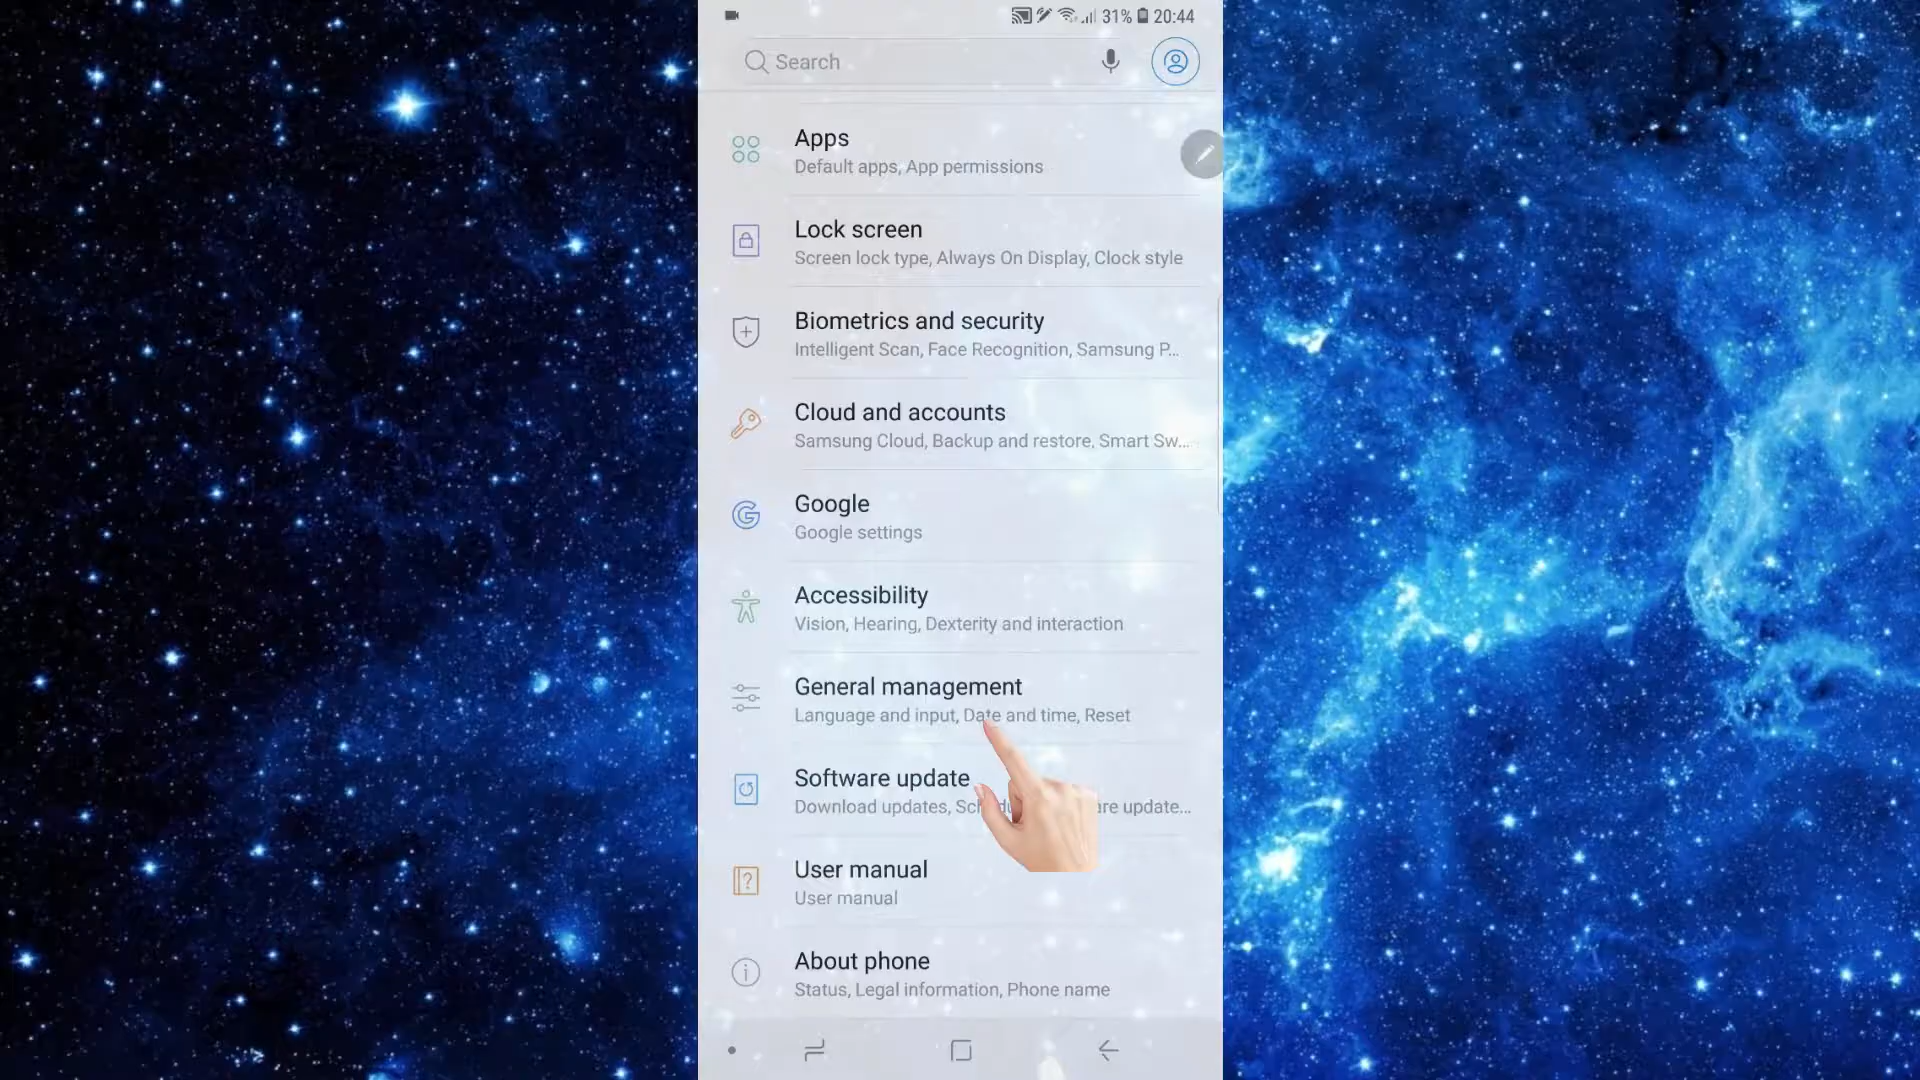 31% 20:44
Search
Apps
Default apps, App permissions
Lock screen
Screen lock type, Always On Display, Clock style
Biometrics and security
Intelligent Scan, Face Recognition, Samsung P...
Cloud and accounts
Samsung Cloud, Backup and restore, Smart Sw...
Google
Google settings
Accessibility
Vision, Hearing, Dexterity and interaction
General management
Language and input, Date and time, Reset
Software update
Download updates, update...
User manual
User manual
About phone
Status, Legal information, Phone name